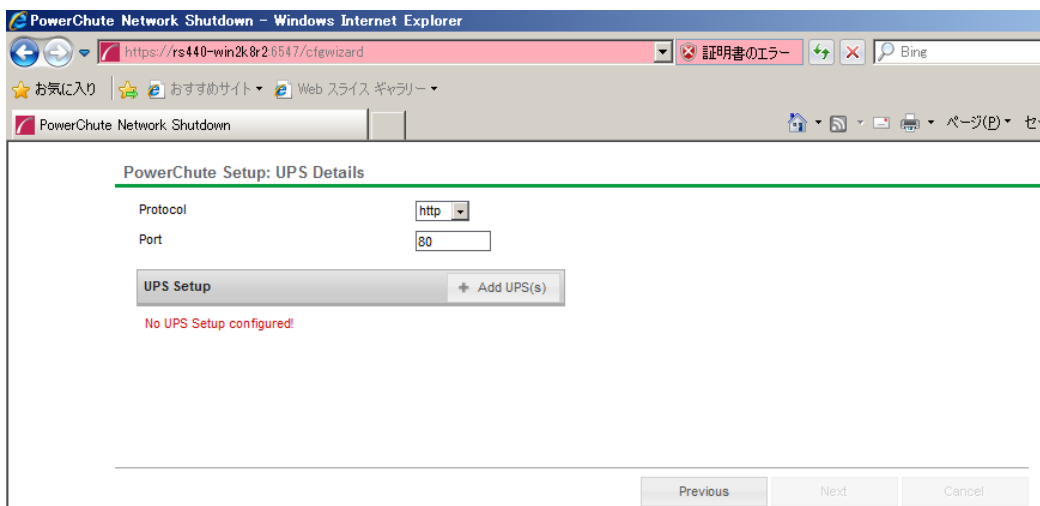 PowerChute Network Shutdown - Windows Internet Explorer
https://rs440-win2k8r2:6547/cfgwizard 証明書のエラー Bing
お気に入り おすすめサイト Web スライス ギャラリー
PowerChute Network Shutdown ページ(P) セ
PowerChute Setup: UPS Details
Protocol http
Port 80
UPS Setup + Add UPS(s)
No UPS Setup configured!
Previous Next Cancel